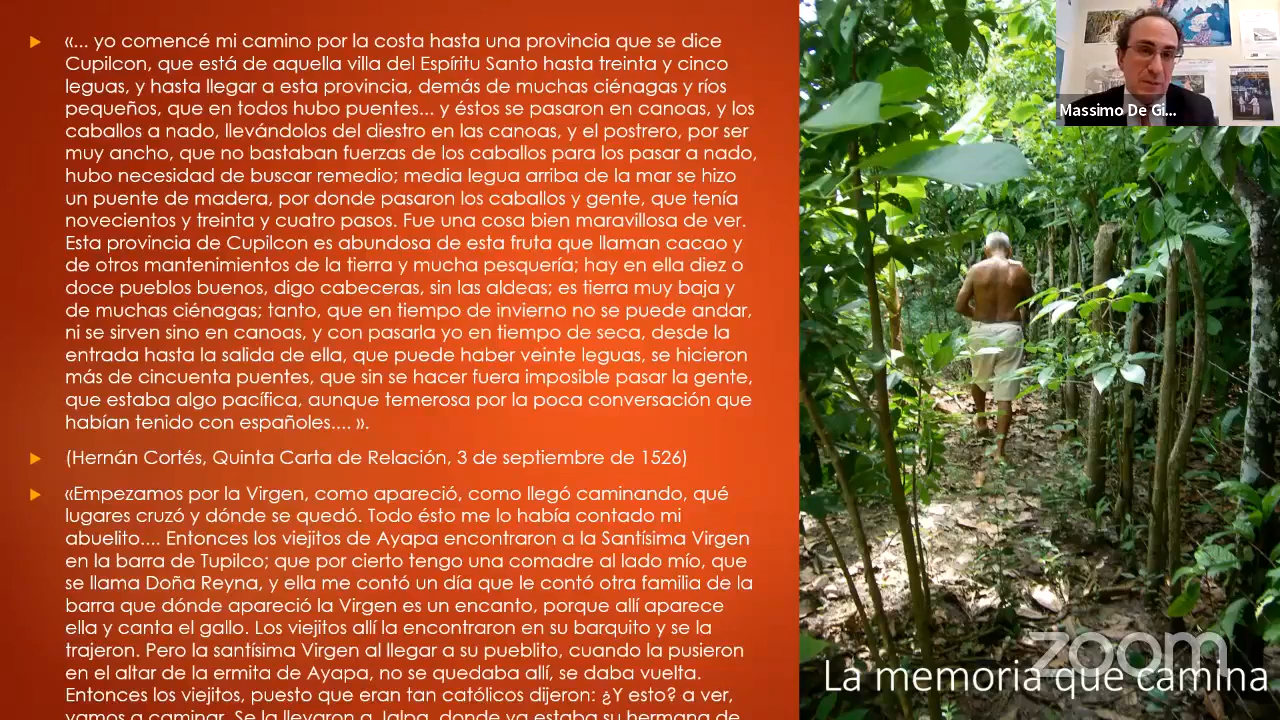 «... yo comencé mi camino por la costa hasta una provincia que se dice
Cupilcon, que está de aquella villa del Espíritu Santo hasta treinta y cinco
leguas, y hasta llegar a esta provincia, demás de muchas ciénagas y ríos
pequeños, que en todos hubo puentes... y éstos se pasaron en canoas, y los
caballos a nado, llevándolos del diestro en las canoas, y el postrero, por ser
muy ancho, que no bastaban fuerzas de los caballos para los pasar a nado,
hubo necesidad de buscar remedio; media legua arriba de la mar se hizo
un puente de madera, por donde pasaron los caballos y gente, que tenía
novecientos y treinta y cuatro pasos. Fue una cosa bien maravillosa de ver.
Esta provincia de Cupilcon es abundosa de esta fruta que llaman cacao y
de otros mantenimientos de la tierra y mucha pesquería; hay en ella diez o
doce pueblos buenos, digo cabeceras, sin las aldeas; es tierra muy baja y
de muchas ciénagas; tanto, que en tiempo de invierno no se puede andar,
ni se sirven sino en canoas, y con pasarla yo en tiempo de seca, desde la
entrada hasta la salida de ella, que puede haber veinte leguas, se hicieron
más de cincuenta puentes, que sin se hacer fuera imposible pasar la gente,
que estaba algo pacífica, aunque temerosa por la poca conversación que
habían tenido con españoles.... ».
(Hernán Cortés, Quinta Carta de Relación, 3 de septiembre de 1526)
«Empezamos por la Virgen, como apareció, como llegó caminando, qué
lugares cruzó y dónde se quedó. Todo ésto me lo había contado mi
abuelito.... Entonces los viejitos de Ayapa encontraron a la Santísima Virgen
en la barra de Tupilco; que por cierto tengo una comadre al lado mío, que
se llama Doña Reyna, y ella me contó un día que le contó otra familia de la
barra que dónde apareció la Virgen es un encanto, porque allí aparece
ella y canta el gallo. Los viejitos allí la encontraron en su barquito y se la
trajeron. Pero la santísima Virgen al llegar a su pueblito, cuando la pusieron
en el altar de la ermita de Ayapa, no se quedaba allí, se daba vuelta.
Entonces los viejitos, puesto que eran tan católicos dijeron: ¿Y esto? a ver,
vamos a caminar. Se la llevaron a Jalpa, donde ya estaba su hermana de
Massimo De Gi...
zoom
La memoria que camina